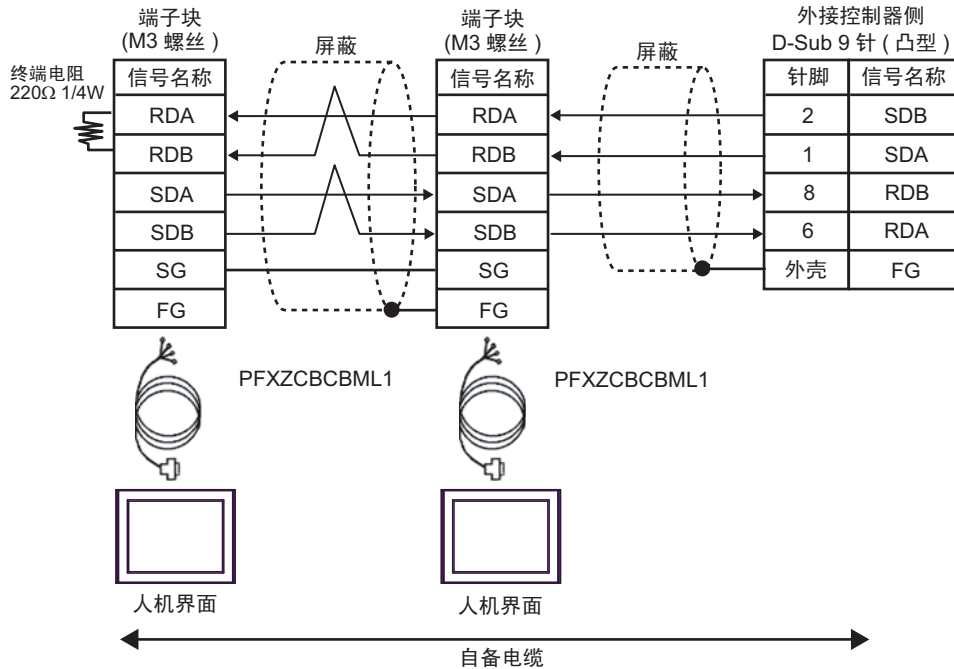 端子块
(M3 螺丝 )
屏蔽
端子块
(M3 螺丝 )
屏蔽
外接控制器侧
D-Sub 9 针 ( 凸型 )
终端电阻
220Ω 1/4W
信号名称
信号名称
针脚 信号名称
RDA
RDA
2 SDB
RDB
RDB
1 SDA
SDA
SDA
8 RDB
SDB
SDB
6 RDA
SG
SG
外壳 FG
FG
FG
PFXZCBCBML1
PFXZCBCBML1
人机界面
人机界面
自备电缆